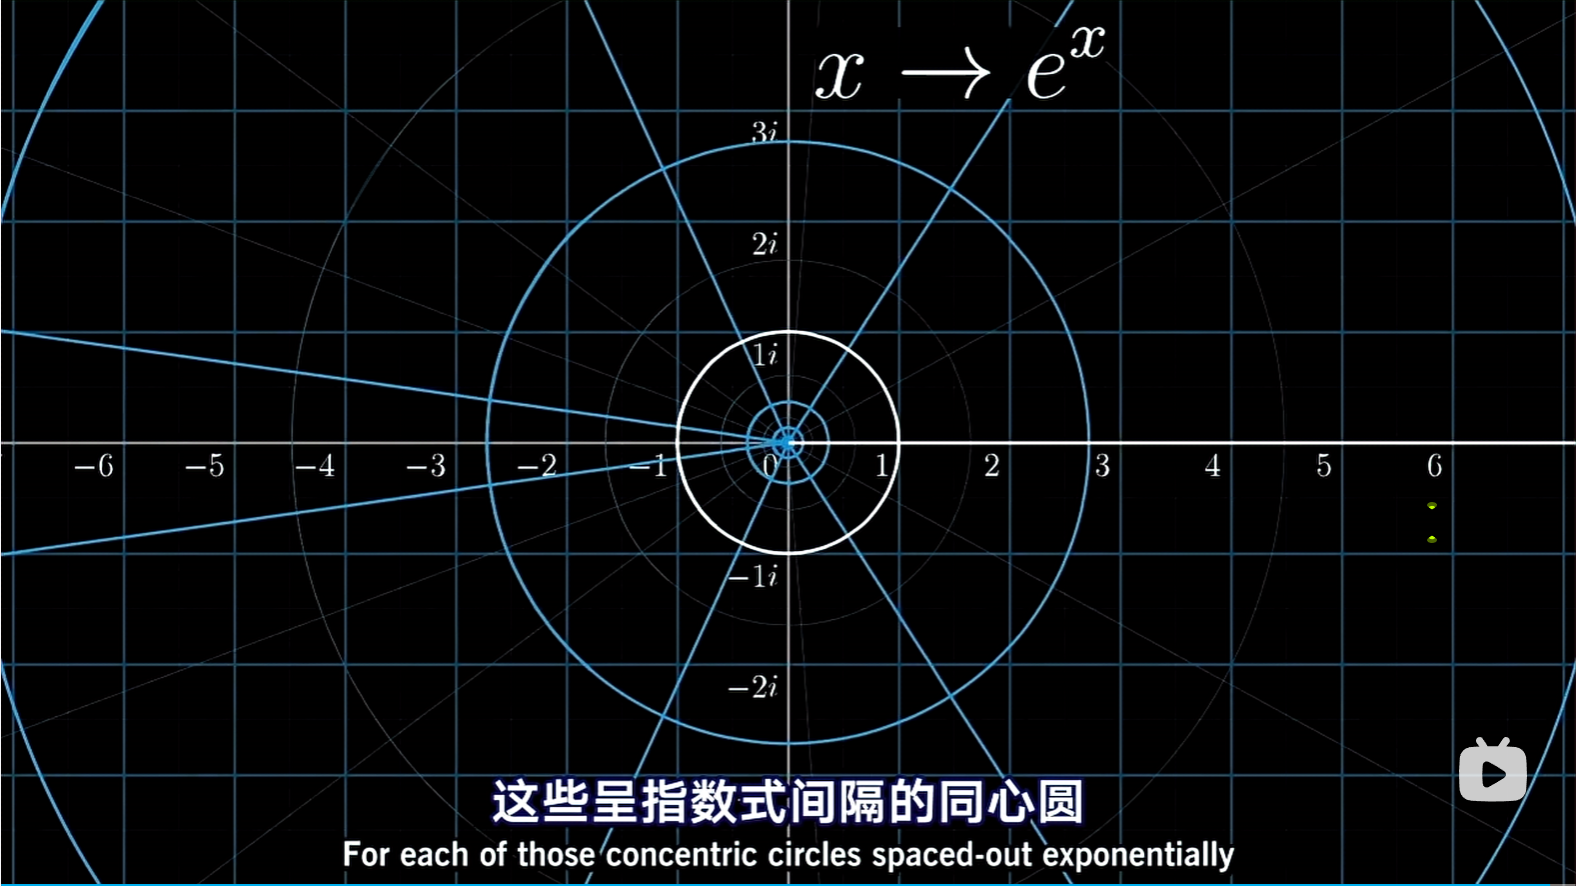 x → e^x
3i
2i
1i
−6 −5 −4 −3 −2 −1 0 1 2 3 4 5 6
−1i
−2i
这些呈指数式间隔的同心圆
For each of those concentric circles spaced-out exponentially